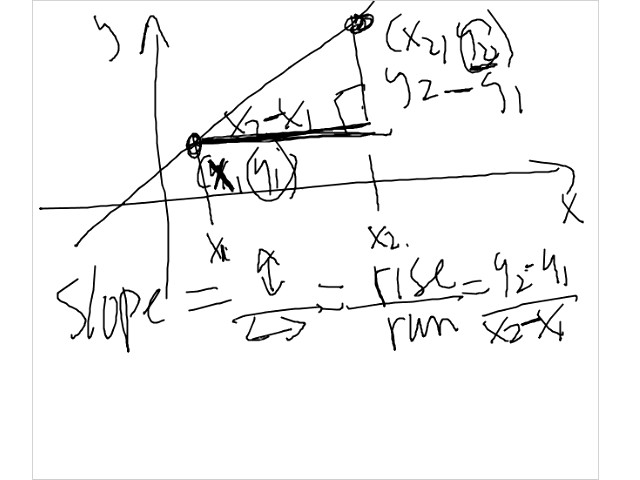 y
(x2, y2)
y2-y1
x2-x1
(x1, y1)
x
x1
x2.
slope = ↕/↔ = rise/run = y2-y1/x2-x1